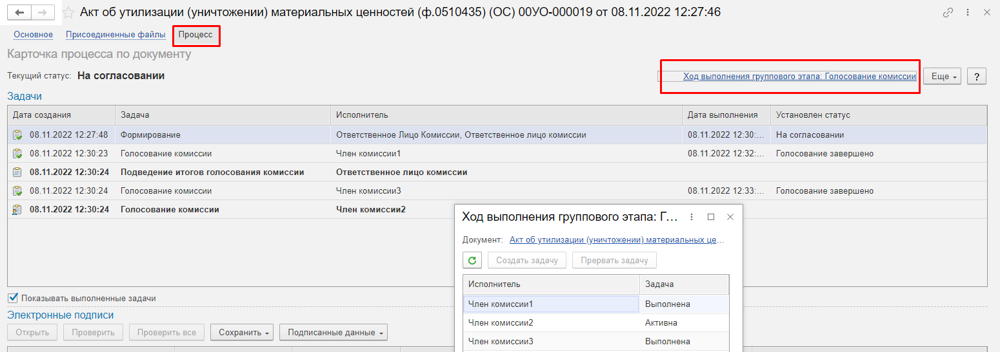 Акт об утилизации (уничтожении) материальных ценностей (ф.0510435) (ОС) 00УО-000019 от 08.11.2022 12:27:46
Основное Присоединенные файлы Процесс
Карточка процесса по документу
Текущий статус: На согласовании Ход выполнения группового этапа: Голосование комиссии Еще ?
Задачи
Дата создания Задача Исполнитель Дата выполнения Установлен статус
08.11.2022 12:27:48 Формирование Ответственное Лицо Комиссии, Ответственное лицо комиссии 08.11.2022 12:30:... На согласовании
08.11.2022 12:30:23 Голосование комиссии Член комиссии1 08.11.2022 12:32:... Голосование завершено
08.11.2022 12:30:24 Подведение итогов голосования комиссии Ответственное лицо комиссии
08.11.2022 12:30:24 Голосование комиссии Член комиссии3 08.11.2022 12:33:... Голосование завершено
08.11.2022 12:30:24 Голосование комиссии Член комиссии2
Ход выполнения группового этапа: Г...
Документ: Акт об утилизации (уничтожении) материальных це...
Создать задачу Прервать задачу
Исполнитель Задача
Член комиссии1 Выполнена
Член комиссии2 Активна
Член комиссии3 Выполнена
Показывать выполненные задачи
Электронные подписи
Открыть Проверить Проверить все Сохранить Подписанные данные